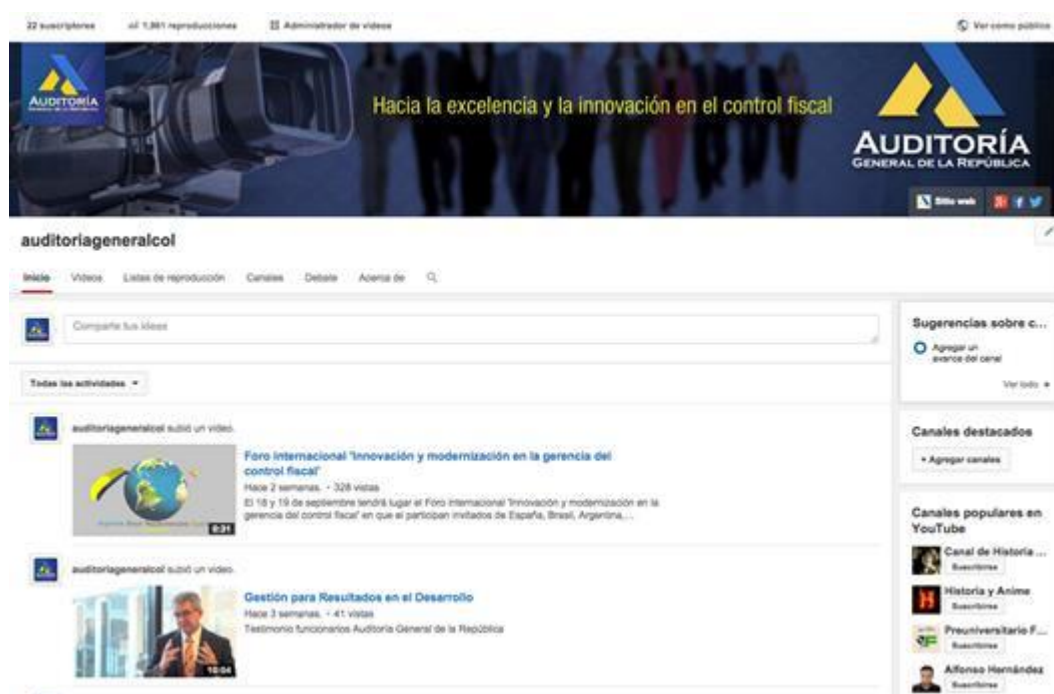 22 suscriptores 1,861 reproducciones Administrador de videos Ver como público
AUDITORÍA
Hacia la excelencia y la innovación en el control fiscal
AUDITORÍA
GENERAL DE LA REPÚBLICA
Sitio web
auditoriageneralcol
Inicio Videos Listas de reproducción Canales Debate Acerca de
Comparte tus ideas
Todas las actividades
auditoriageneralcol subió un video.
Foro internacional 'Innovación y modernización en la gerencia del
control fiscal'
Hace 2 semanas. • 328 vistas
El 18 y 19 de septiembre tendrá lugar el Foro internacional 'Innovación y modernización en la
gerencia del control fiscal' en que el participan invitados de España, Brasil, Argentina,...
0:31
auditoriageneralcol subió un video.
Gestión para Resultados en el Desarrollo
Hace 3 semanas. • 41 vistas
Testimonio funcionarios Auditoría General de la República
10:04
Sugerencias sobre c...
Agregar un
avance del canal
Ver todo
Canales destacados
+ Agregar canales
Canales populares en
YouTube
Canal de Historia ...
Suscribirse
Historia y Anime
Suscribirse
Preuniversitario F...
Suscribirse
Alfonso Hernández
Suscribirse